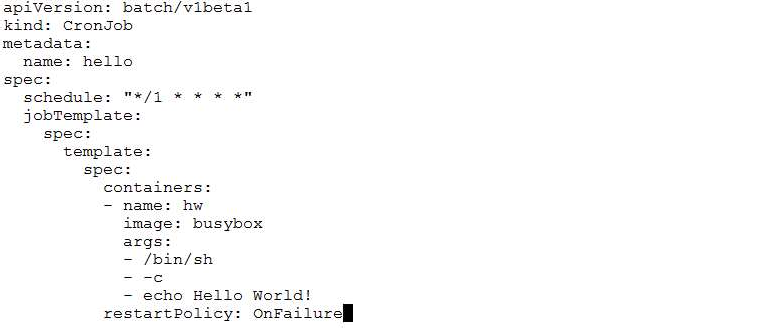 apiVersion: batch/v1beta1
kind: CronJob
metadata:
  name: hello
spec:
  schedule: "*/1 * * * *"
  jobTemplate:
    spec:
      template:
        spec:
          containers:
          - name: hw
            image: busybox
            args:
            - /bin/sh
            - -c
            - echo Hello World!
          restartPolicy: OnFailure